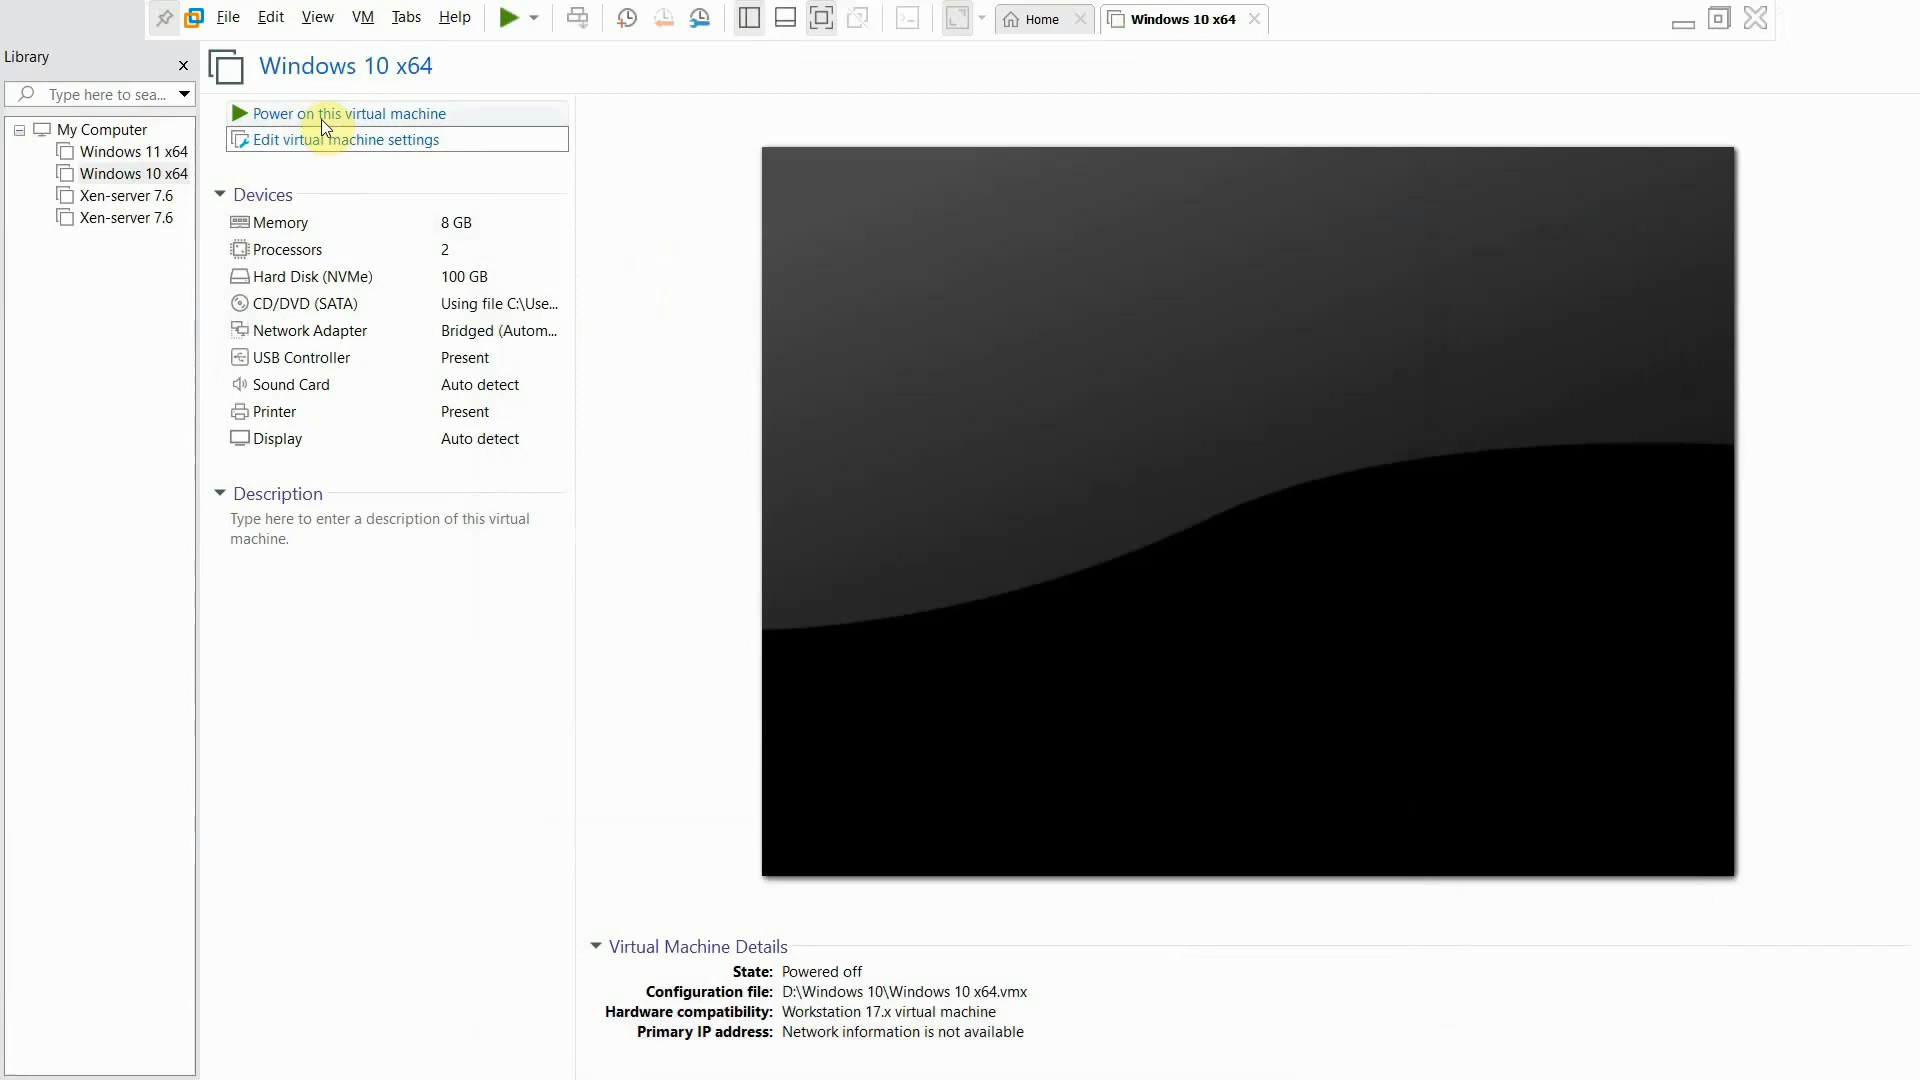 File Edit View VM Tabs Help Home Windows 10 x64
Library
Type here to sea...
My Computer
Windows 11 x64
Windows 10 x64
Xen-server 7.6
Xen-server 7.6
Windows 10 x64
Power on this virtual machine
Edit virtual machine settings
Devices
Memory 8 GB
Processors 2
Hard Disk (NVMe) 100 GB
CD/DVD (SATA) Using file C:\Use...
Network Adapter Bridged (Autom...
USB Controller Present
Sound Card Auto detect
Printer Present
Display Auto detect
Description
Type here to enter a description of this virtual
machine.
Virtual Machine Details
State: Powered off
Configuration file: D:\Windows 10\Windows 10 x64.vmx
Hardware compatibility: Workstation 17.x virtual machine
Primary IP address: Network information is not available